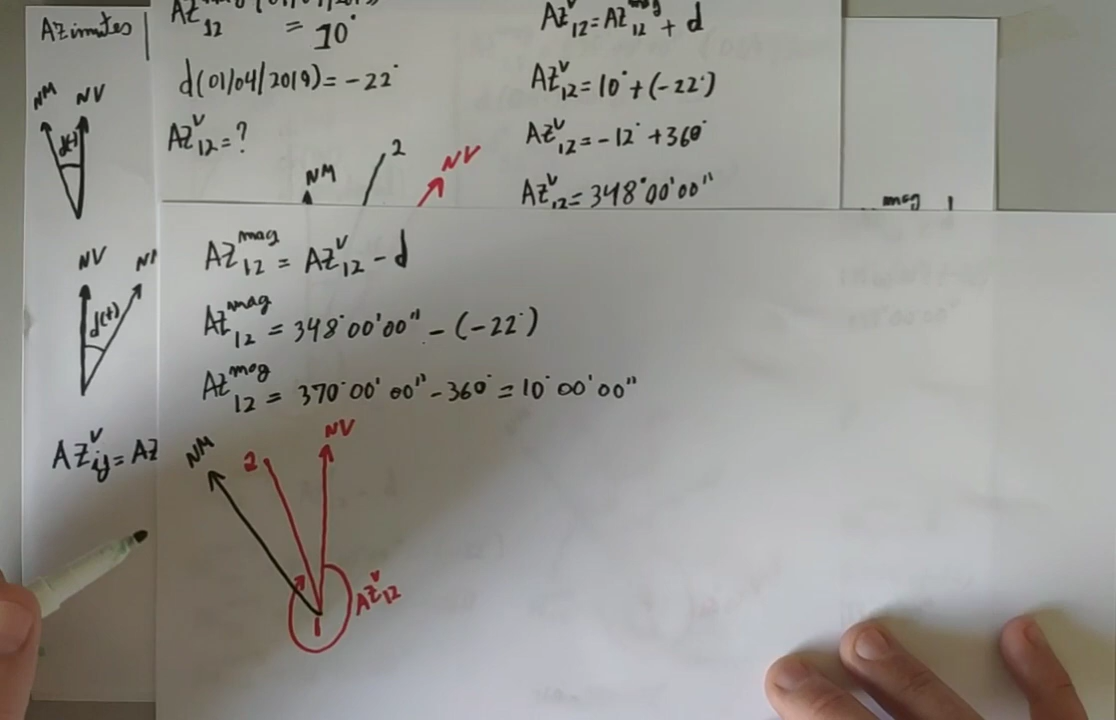 Azimutes
NM NV
d(t)
NV
d(t)
Az^v_ij = Az
Az_12 = 10°
d(01/04/2019) = -22°
Az^v_12 = ?
NM 2 NV
Az^v_12 = Az^mag_12 + d
Az^v_12 = 10° + (-22°)
Az^v_12 = -12° + 360°
Az^v_12 = 348°00'00"
mag
Az^mag_12 = Az^v_12 - d
Az^mag_12 = 348°00'00" - (-22°)
Az^mag_12 = 370°00'00" - 360° = 10°00'00"
NM 2 NV
Az^v_12
1